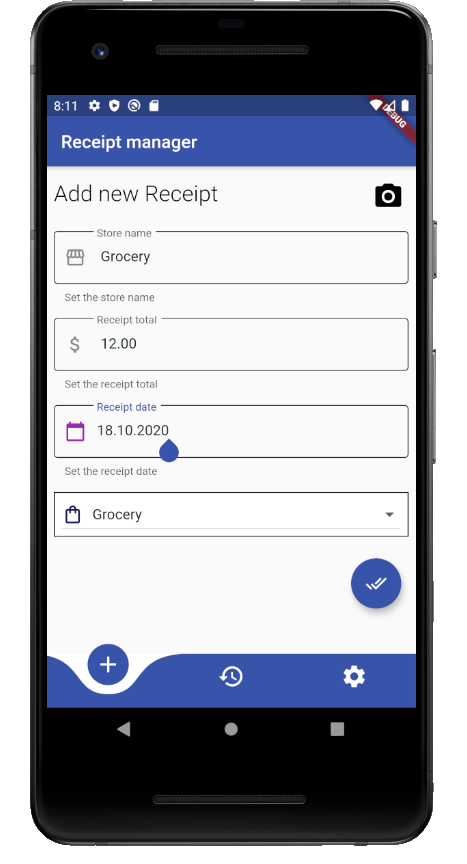 8:11
DEBUG
Receipt manager
Add new Receipt
Store name
Grocery
Set the store name
Receipt total
$ 12.00
Set the receipt total
Receipt date
18.10.2020
Set the receipt date
Grocery